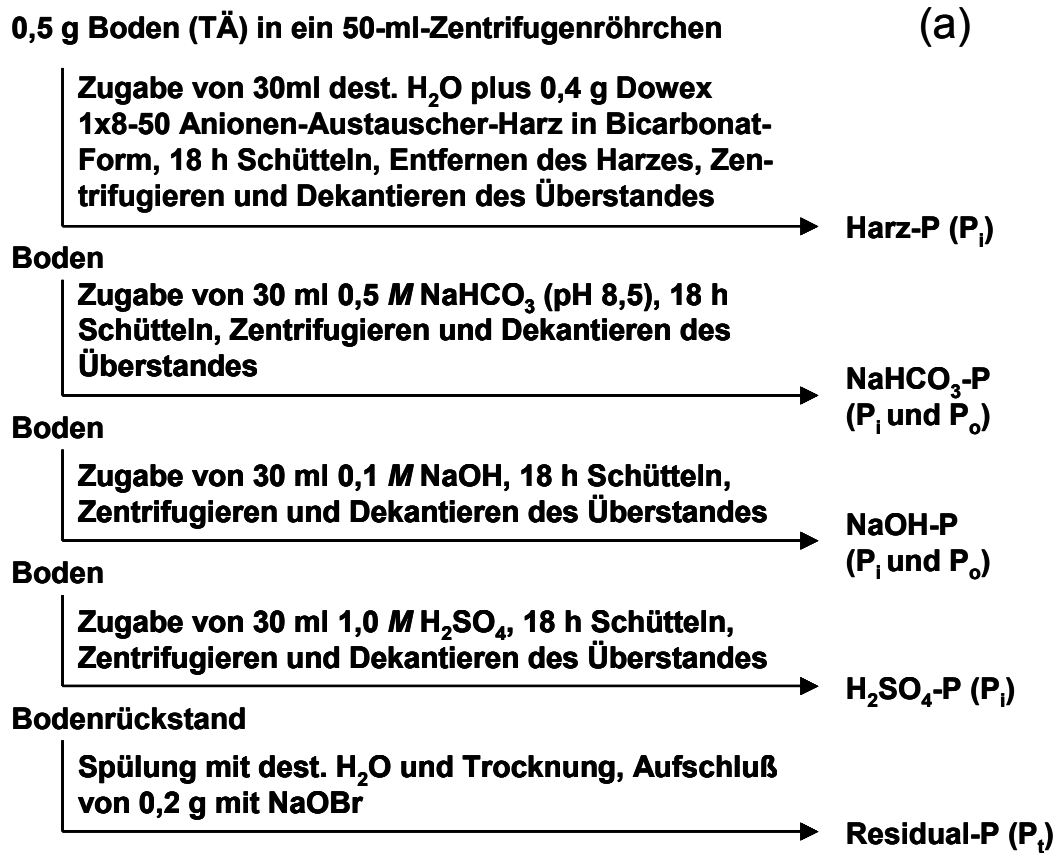 0,5 g Boden (TÄ) in ein 50-ml-Zentrifugenröhrchen
(a)
Zugabe von 30ml dest. H₂O plus 0,4 g Dowex
1x8-50 Anionen-Austauscher-Harz in Bicarbonat-
Form, 18 h Schütteln, Entfernen des Harzes, Zen-
trifugieren und Dekantieren des Überstandes
Harz-P (Pᵢ)
Boden
Zugabe von 30 ml 0,5 M NaHCO₃ (pH 8,5), 18 h
Schütteln, Zentrifugieren und Dekantieren des
Überstandes
NaHCO₃-P
(Pᵢ und Pₒ)
Boden
Zugabe von 30 ml 0,1 M NaOH, 18 h Schütteln,
Zentrifugieren und Dekantieren des Überstandes
NaOH-P
(Pᵢ und Pₒ)
Boden
Zugabe von 30 ml 1,0 M H₂SO₄, 18 h Schütteln,
Zentrifugieren und Dekantieren des Überstandes
H₂SO₄-P (Pᵢ)
Bodenrückstand
Spülung mit dest. H₂O und Trocknung, Aufschluß
von 0,2 g mit NaOBr
Residual-P (Pₜ)